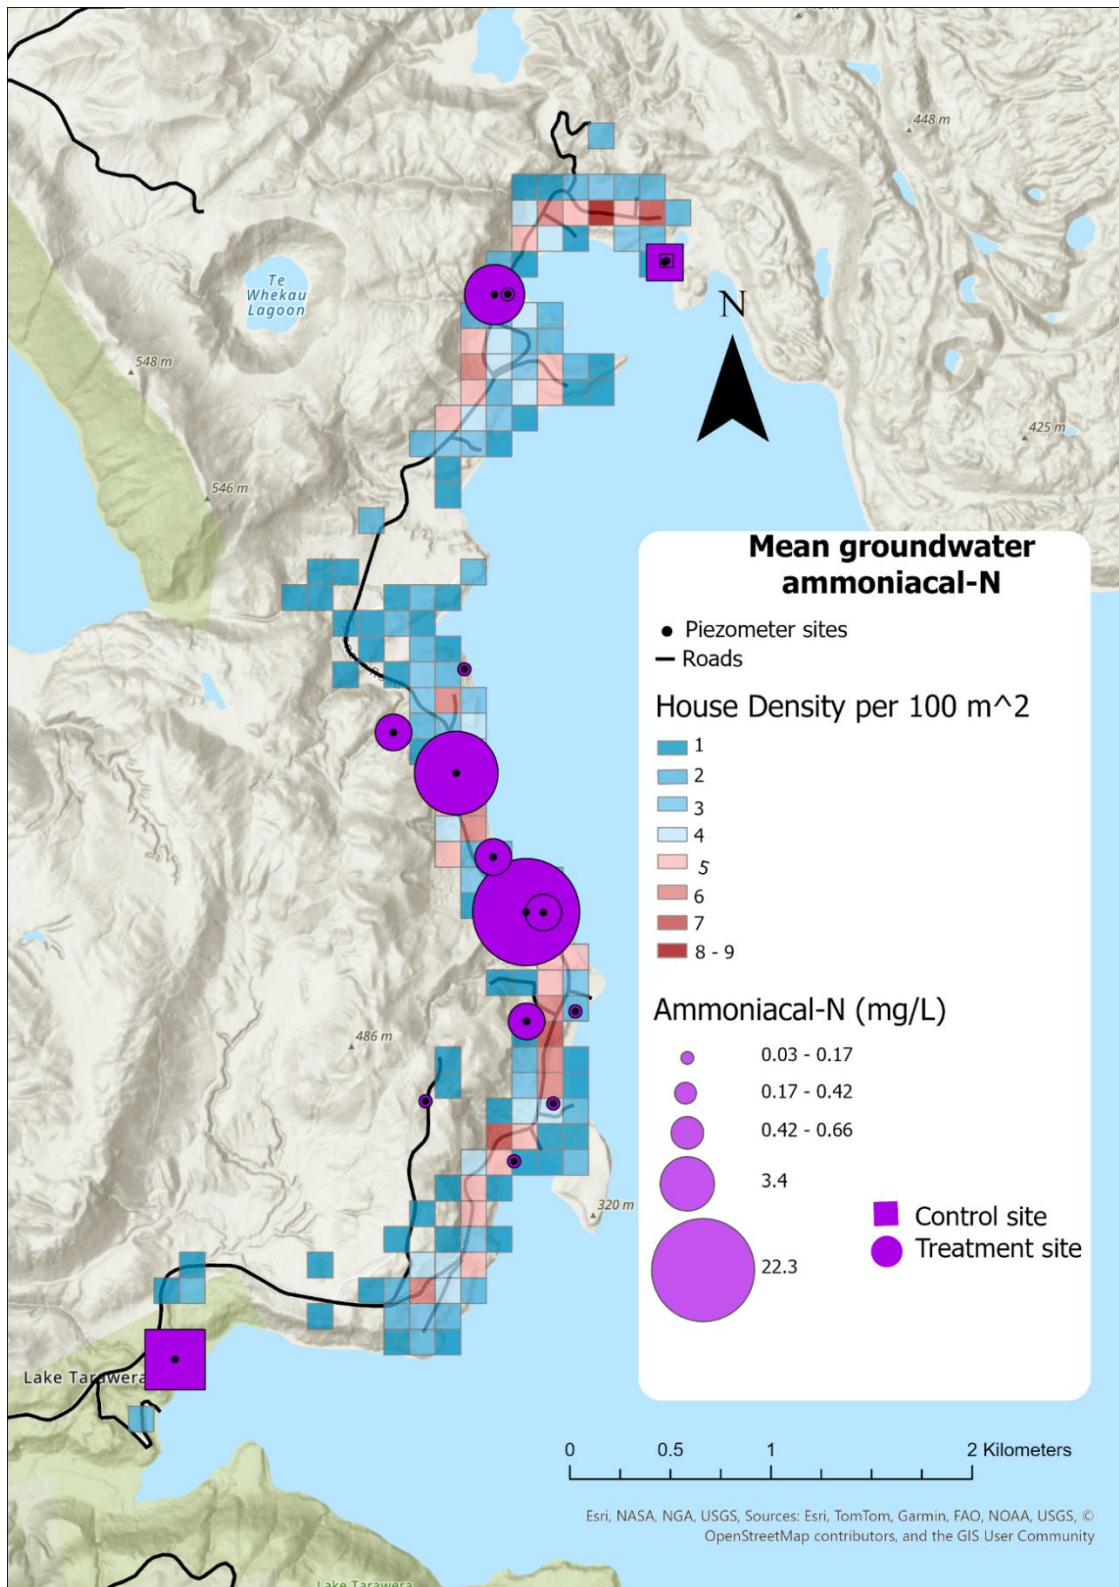 448 m
Te
Whekau
Lagoon
N
548 m
425 m
546 m
Mean groundwater
ammoniacal-N
Piezometer sites
Roads
House Density per 100 m^2
1
2
3
4
5
6
7
8 - 9
486 m
Ammoniacal-N (mg/L)
0.03 - 0.17
0.17 - 0.42
0.42 - 0.66
3.4
22.3
320 m
Control site
Treatment site
Lake Tarawera
0 0.5 1 2 Kilometers
Esri, NASA, NGA, USGS, Sources: Esri, TomTom, Garmin, FAO, NOAA, USGS, ©
OpenStreetMap contributors, and the GIS User Community
Lake Tarawera